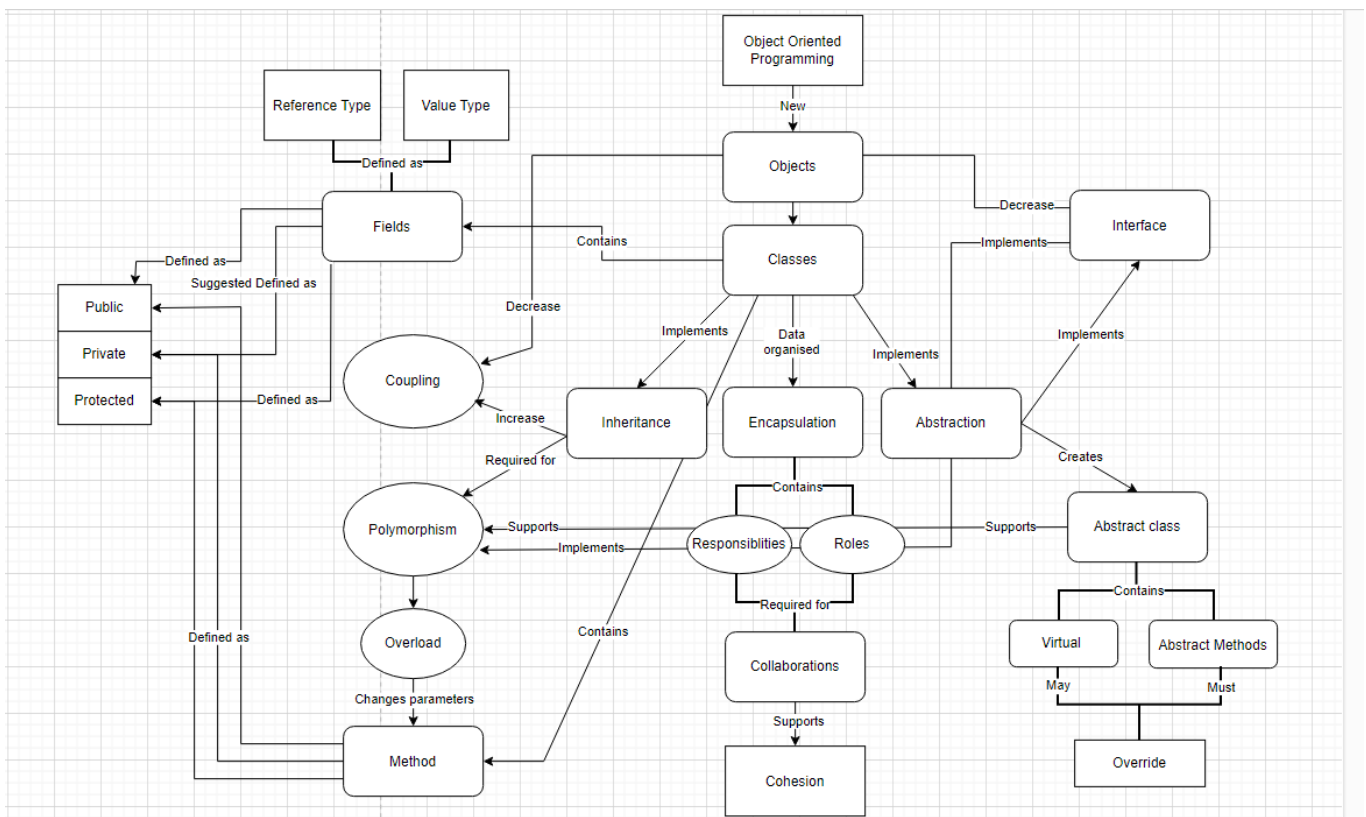 Object Oriented
Programming
Reference Type
Value Type
New
Defined as
Objects
Decrease
Interface
Fields
Contains
Implements
Classes
Defined as
Suggested Defined as
Public
Decrease
Private
Implements
Data
organised
Implements
Implements
Coupling
Protected
Defined as
Increase
Inheritance
Encapsulation
Abstraction
Required for
Creates
Contains
Polymorphism
Supports
Supports
Abstract class
Implements
Responsiblities
Roles
Contains
Required for
Defined as
Contains
Overload
Virtual
Abstract Methods
Collaborations
May
Must
Changes parameters
Supports
Method
Override
Cohesion